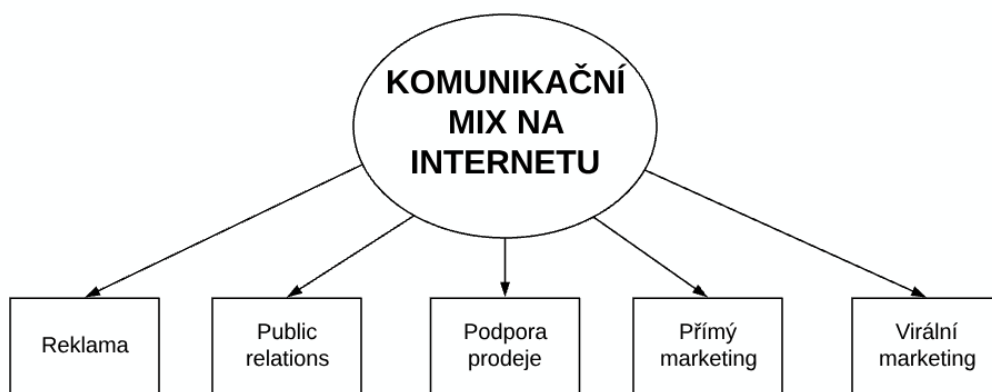 KOMUNIKAČNÍ
MIX NA
INTERNETU
Reklama
Public
relations
Podpora
prodeje
Přímý
marketing
Virální
marketing